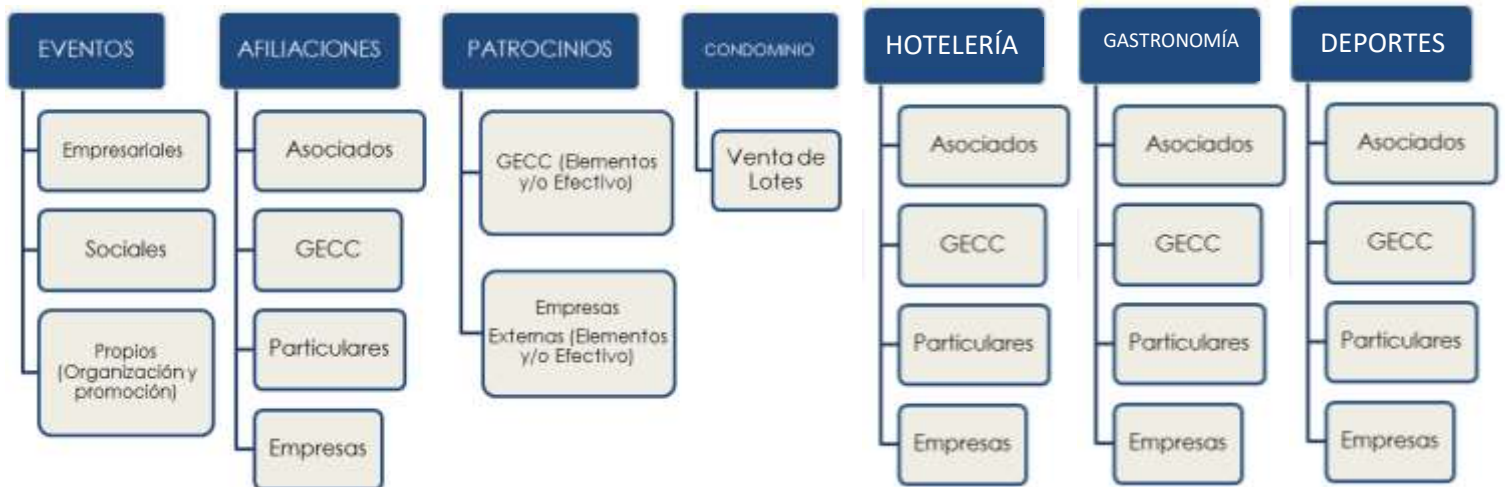 EVENTOS
Empresariales
Sociales
Propios
(Organización y
promoción)
AFILIACIONES
Asociados
GECC
Particulares
Empresas
PATROCINIOS
GECC (Elementos
y/o Efectivo)
Empresas
Externas (Elementos
y/o Efectivo)
CONDOMINIO
Venta de
Lotes
HOTELERÍA
Asociados
GECC
Particulares
Empresas
GASTRONOMÍA
Asociados
GECC
Particulares
Empresas
DEPORTES
Asociados
GECC
Particulares
Empresas